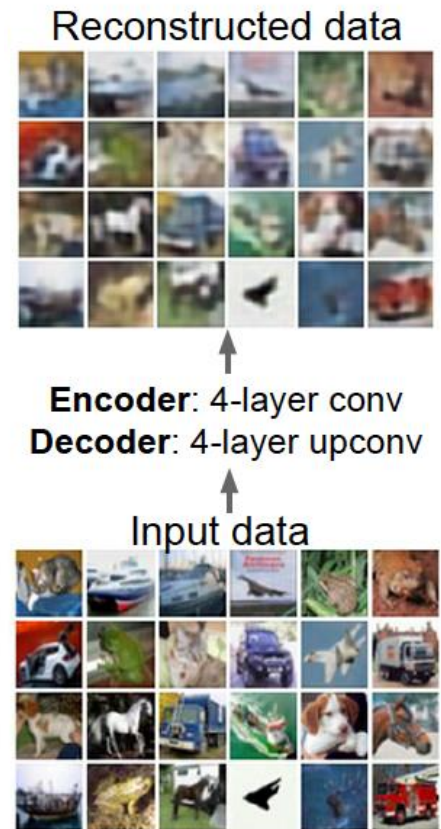 Reconstructed data
Encoder: 4-layer conv
Decoder: 4-layer upconv
Input data